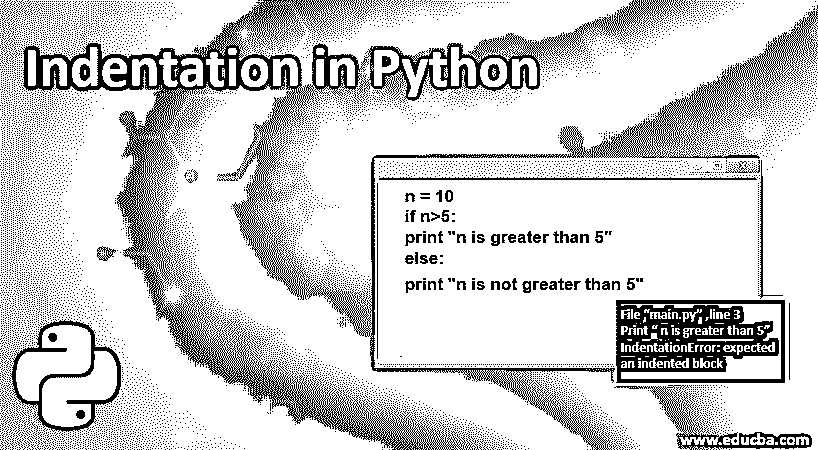 Indentation in Python
n = 10
if n>5:
print "n is greater than 5"
else:
print "n is not greater than 5"
File ,"main.py" ,line 3
Print " n is greater than 5"
IndentationError: expected
an indented block
www.educba.com